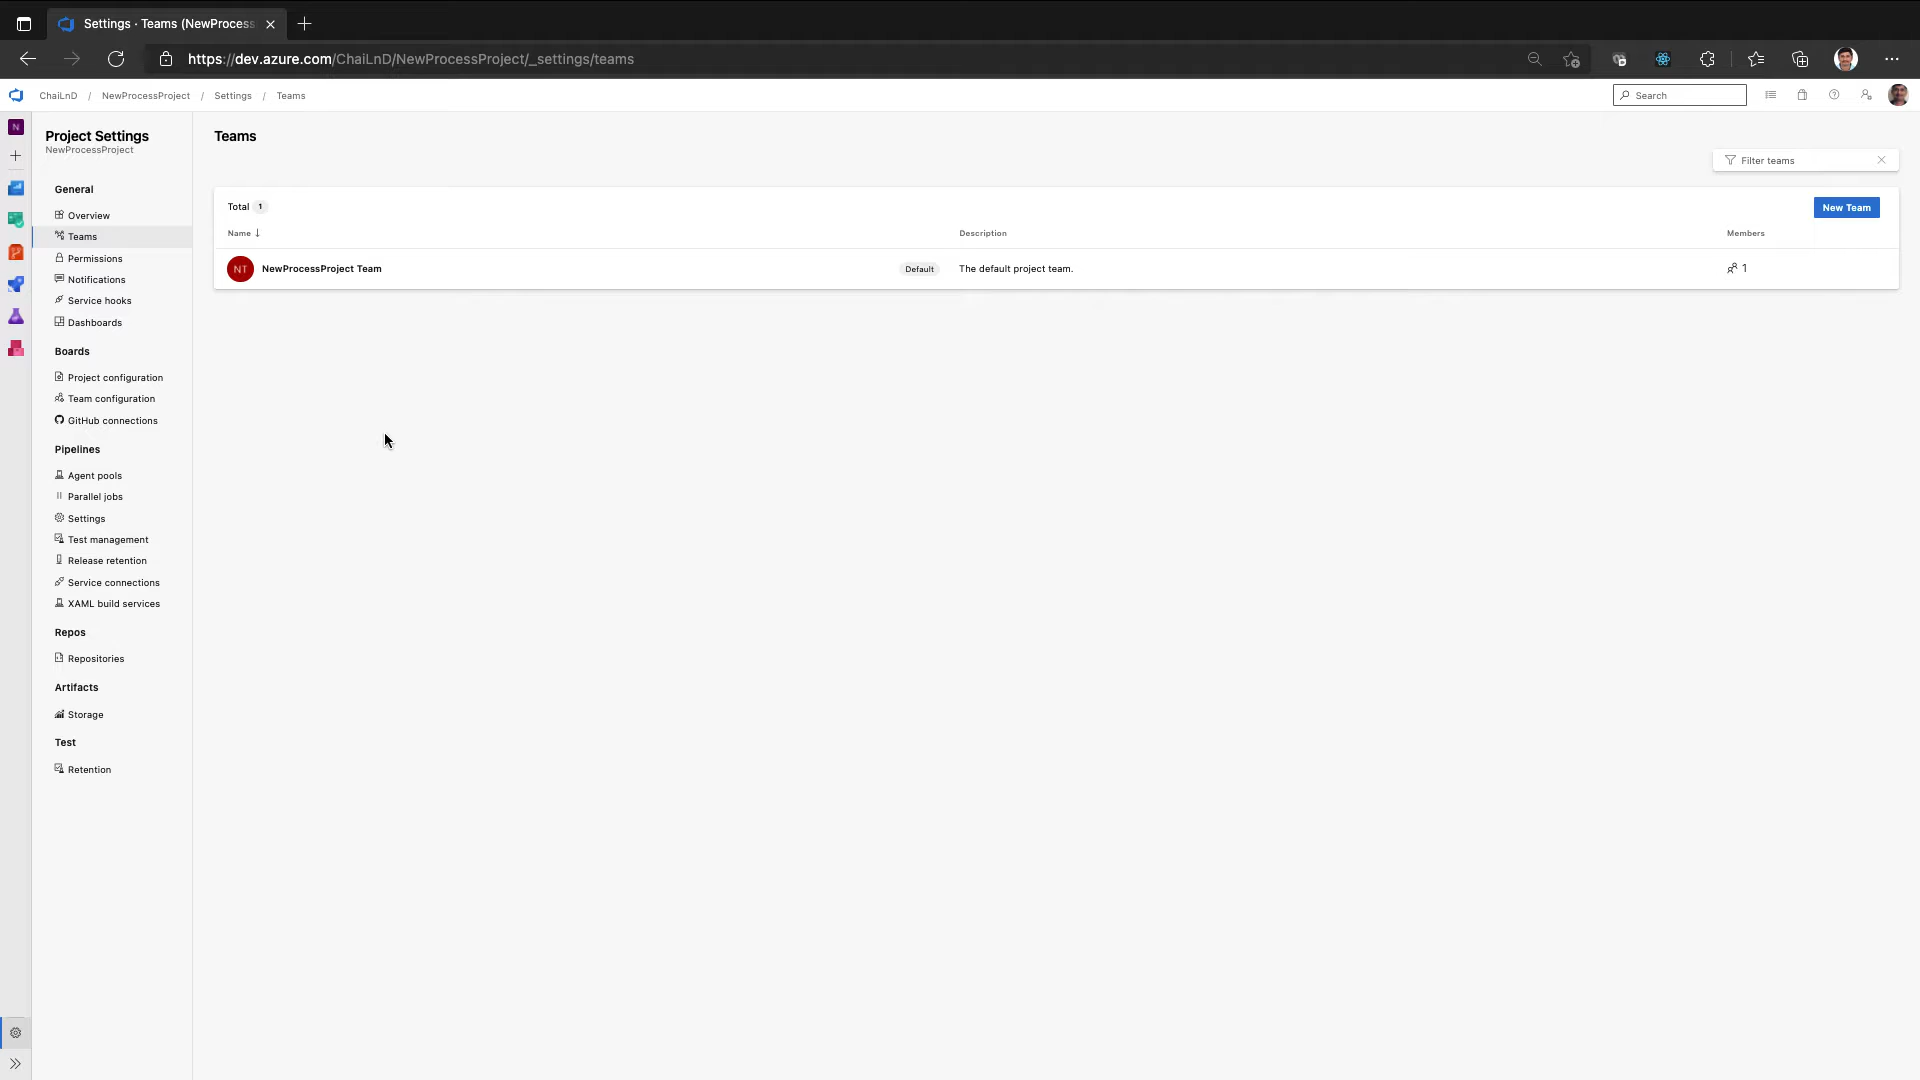 Settings · Teams (NewProcess
https://dev.azure.com/ChaiLnD/NewProcessProject/_settings/teams
ChaiLnD / NewProcessProject / Settings / Teams
Search
N
Project Settings
NewProcessProject
General
Overview
Teams
Permissions
Notifications
Service hooks
Dashboards
Boards
Project configuration
Team configuration
GitHub connections
Pipelines
Agent pools
Parallel jobs
Settings
Test management
Release retention
Service connections
XAML build services
Repos
Repositories
Artifacts
Storage
Test
Retention
Teams
Filter teams
Total 1
New Team
Name Description Members
NT NewProcessProject Team Default The default project team. 1